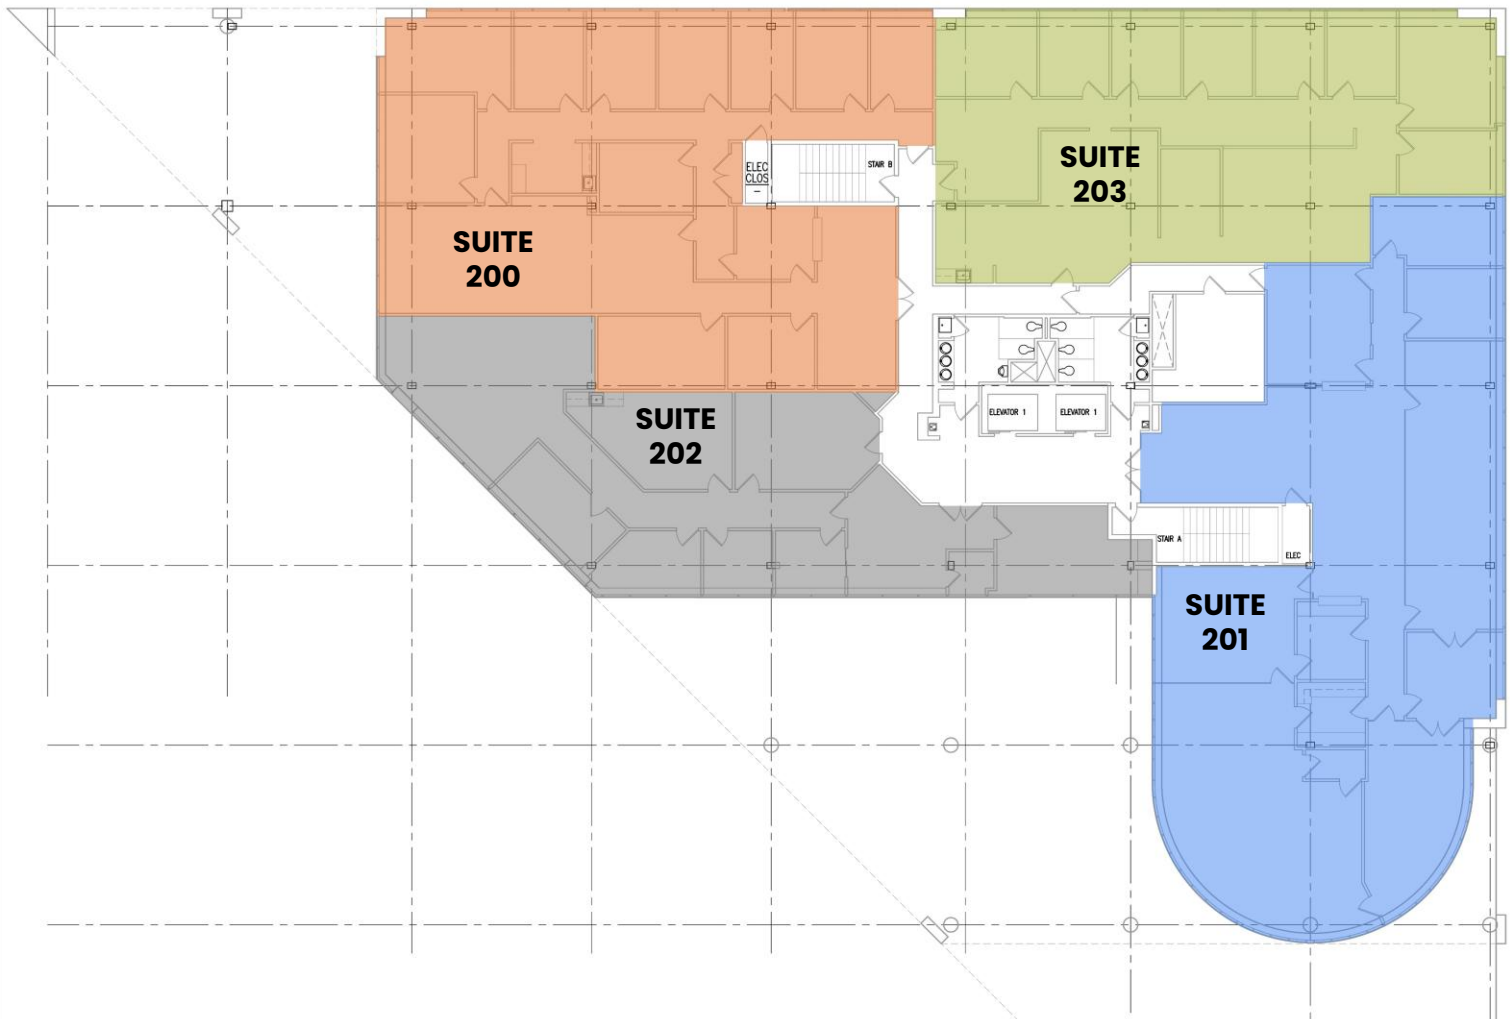 SUITE
203
ELEC
CLOS
–
STAIR B
SUITE
200
ELEVATOR 1
ELEVATOR 1
SUITE
202
STAIR A
ELEC
SUITE
201